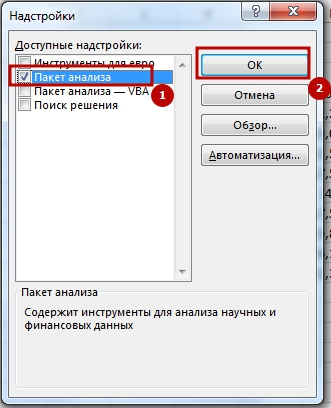 Надстройки
Доступные надстройки:
Инструменты для евро
Пакет анализа
Пакет анализа — VBA
Поиск решения
1
ОК
2
Отмена
Обзор...
Автоматизация...
Пакет анализа
Содержит инструменты для анализа научных и
финансовых данных